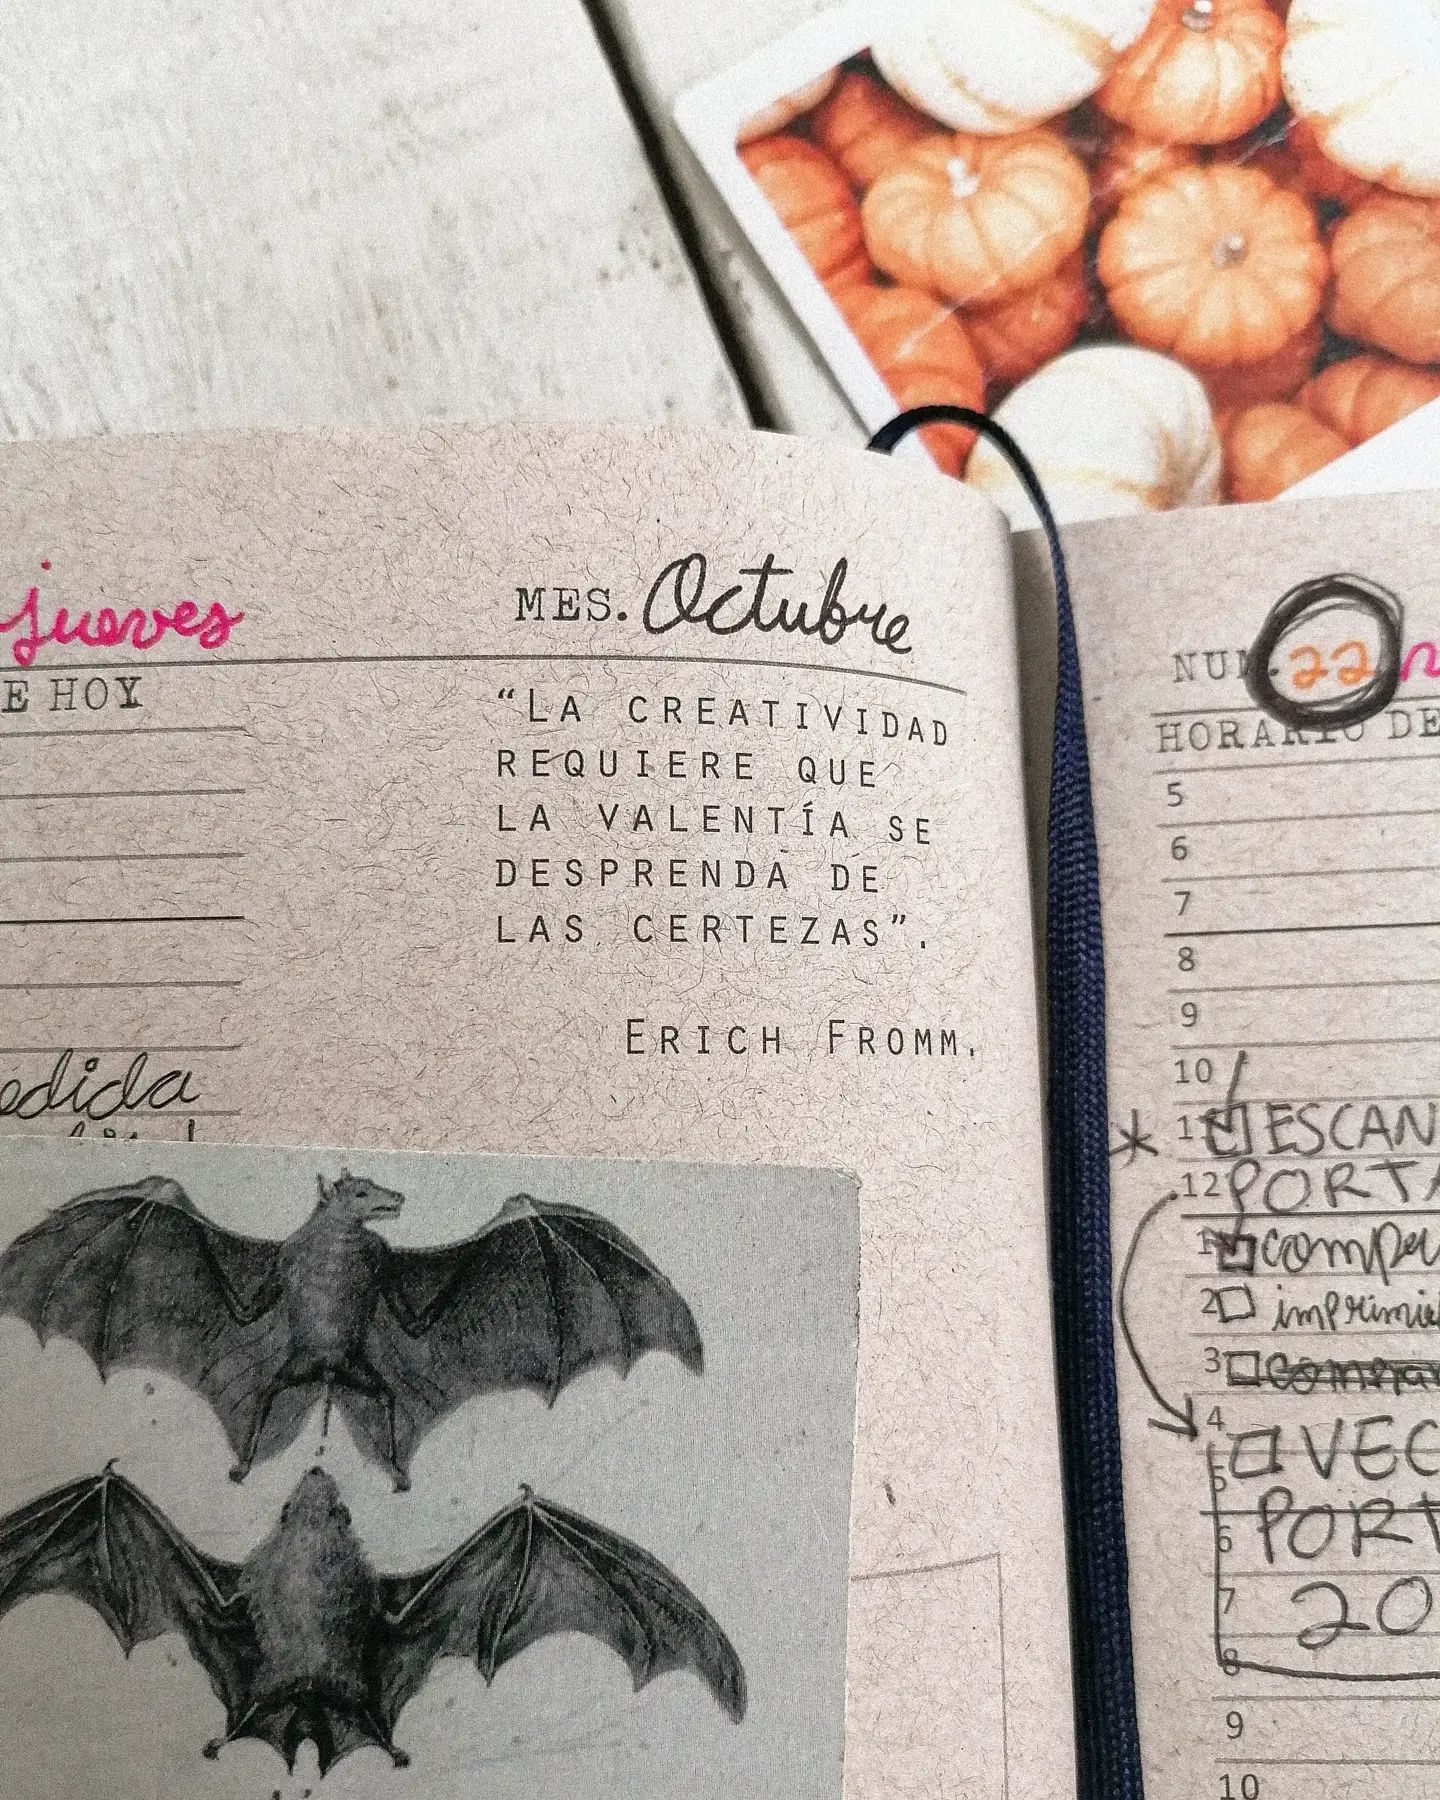 jueves
MES. Octubre
E HOY
“LA CREATIVIDAD
REQUIERE QUE
LA VALENTÍA SE
DESPRENDA DE
LAS CERTEZAS”.
ERICH FROMM.
edida
NUM. 22
HORARIO DE
5
6
7
8
9
10
11 ESCAN
12 PORTA
1 compu
2 imprimi
3
4
VEC
5
6 PORT
7 20
8
9
10